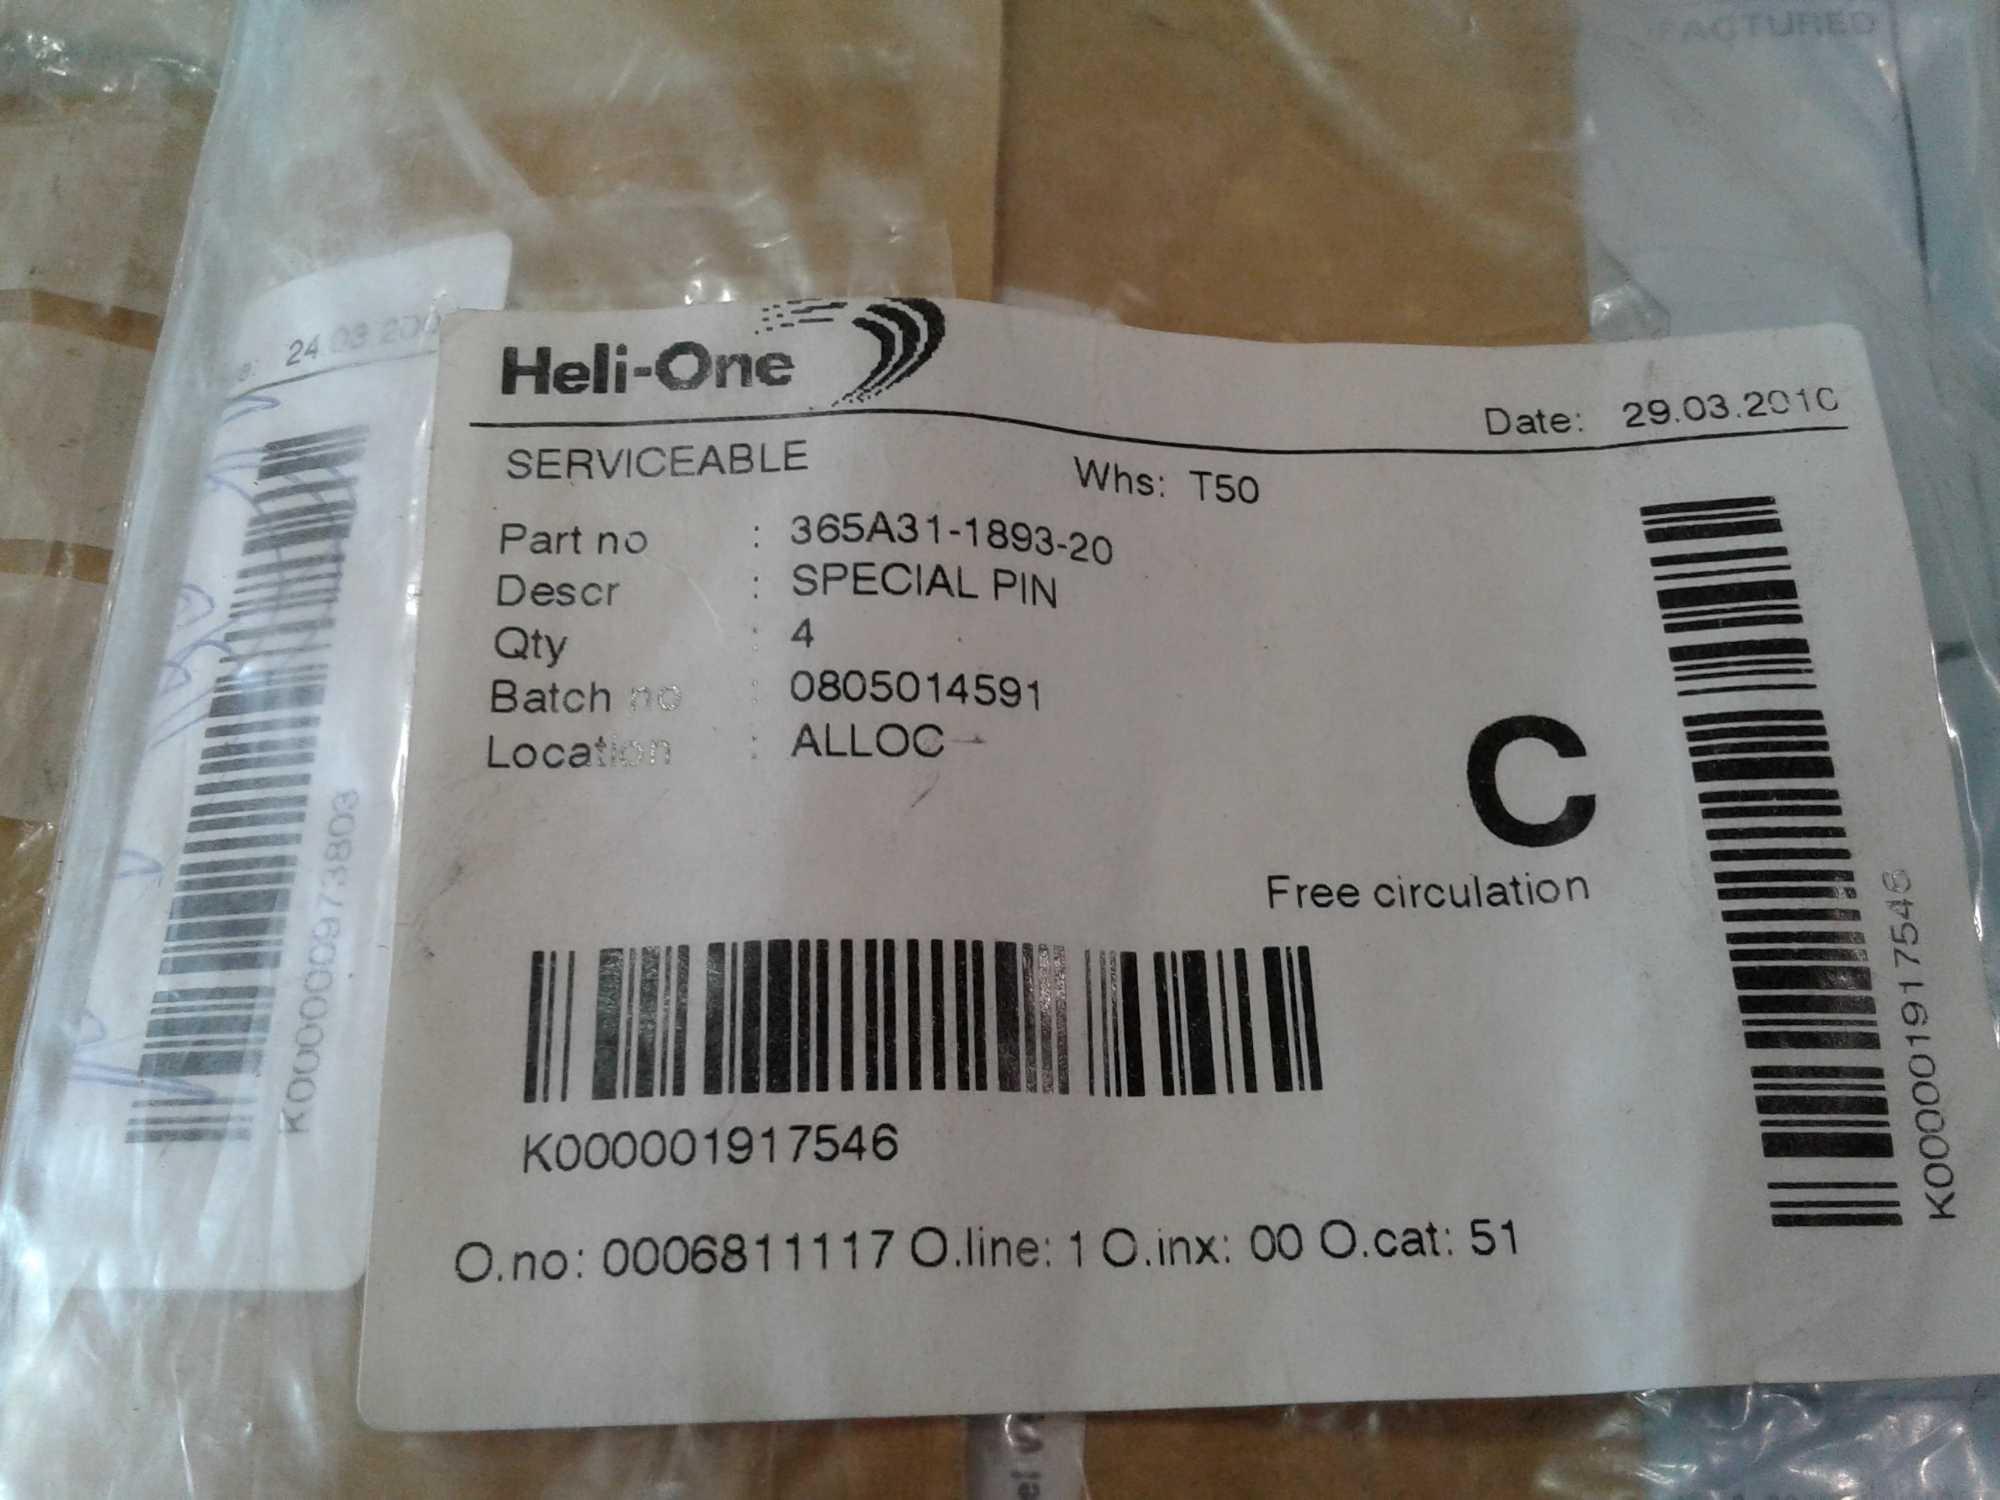 FACTURED
24.03.200
Heli-One
Date: 29.03.2010
SERVICEABLE
Whs: T50
Part no : 365A31-1893-20
Descr : SPECIAL PIN
Qty : 4
Batch no : 0805014591
Location : ALLOC
C
Free circulation
K000001917546
O.no: 0006811117 O.line: 1 O.inx: 00 O.cat: 51
K000001917546
K000000973803